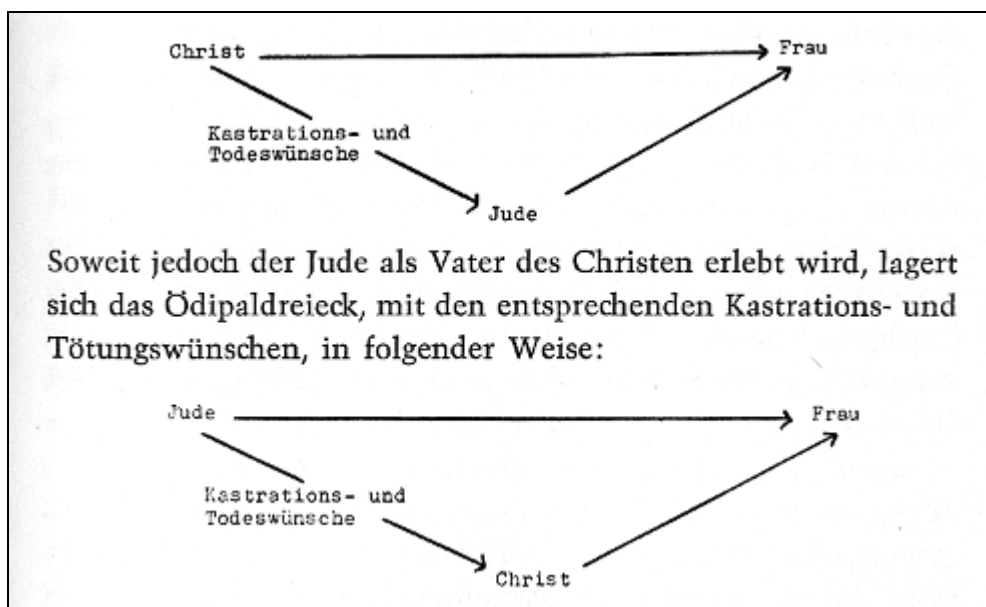 Christ Frau
Kastrations- und
Todeswünsche
Jude
Soweit jedoch der Jude als Vater des Christen erlebt wird, lagert
sich das Ödipaldreieck, mit den entsprechenden Kastrations- und
Tötungswünschen, in folgender Weise:
Jude Frau
Kastrations- und
Todeswünsche
Christ